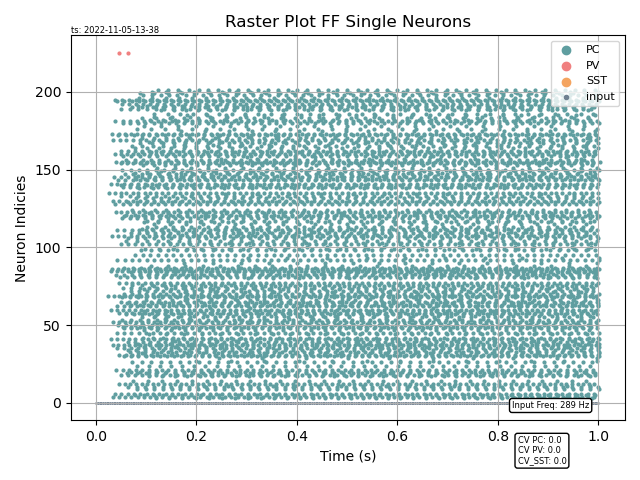 Raster Plot FF Single Neurons
ts: 2022-11-05-13-38
PC
PV
SST
input
200
150
100
50
0
Neuron Indicies
Input Freq: 289 Hz
0.0 0.2 0.4 0.6 0.8 1.0
Time (s)
CV PC: 0.0
CV PV: 0.0
CV_SST: 0.0